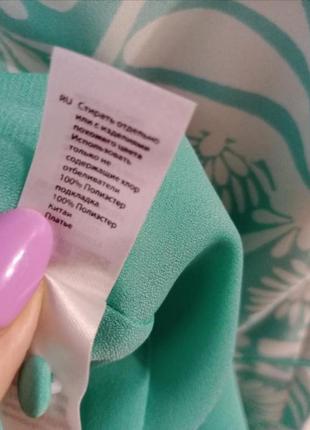 RU Стирать отдельно
или с изделиями
похожего цвета
Использовать
только не
содержащие хлор
отбеливатели
100% Полиэстер
подкладка
100% Полиэстер
Китай
Платье